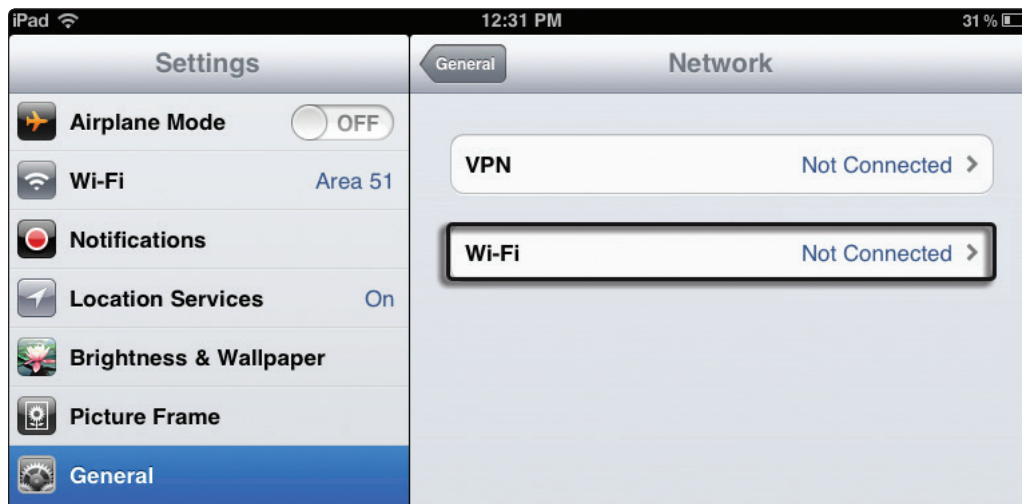 iPad 12:31 PM 31 %
Settings
Airplane Mode OFF
Wi-Fi Area 51
Notifications
Location Services On
Brightness & Wallpaper
Picture Frame
General
General Network
VPN Not Connected
Wi-Fi Not Connected